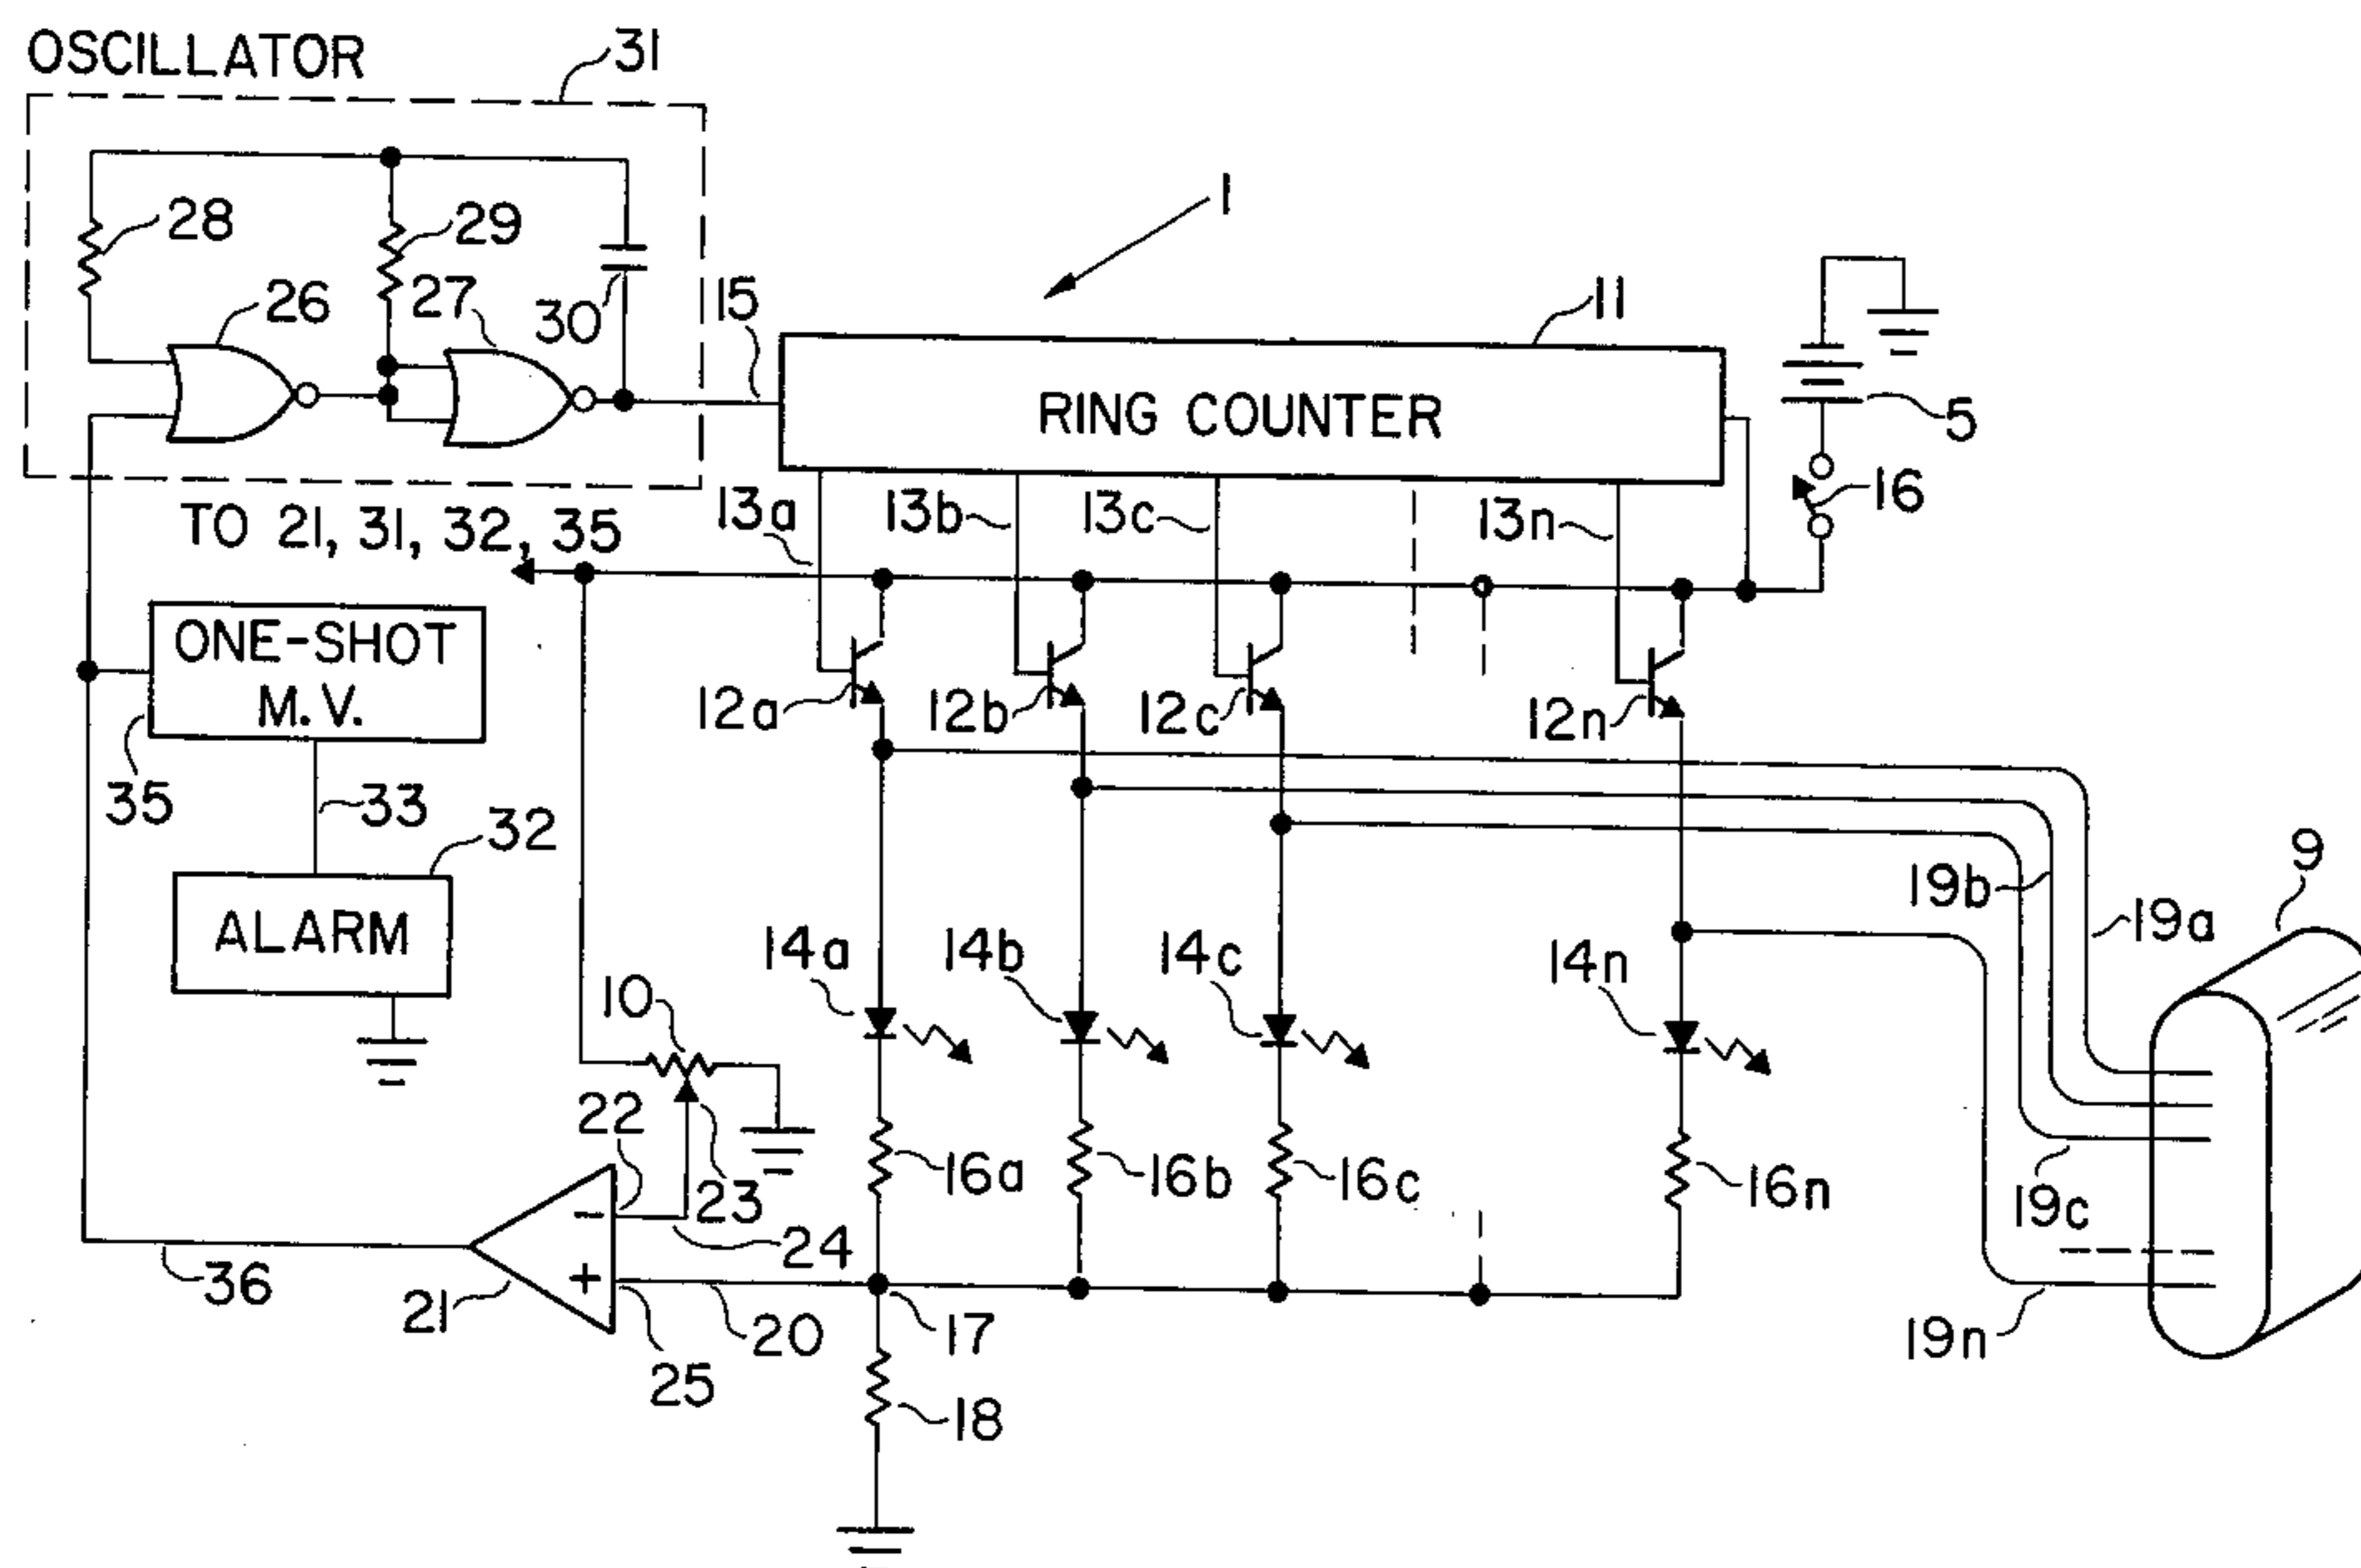 OSCILLATOR
31
28
29
26
27
30
15
1
11
RING COUNTER
5
16
TO 21, 31, 32, 35
13a
13b
13c
13n
ONE-SHOT
M.V.
12a
12b
12c
12n
35
33
32
ALARM
9
19b
19a
14a
14b
14c
14n
10
22
23
16a
16b
16c
16n
19c
24
−
+
36
21
25
20
17
19n
18